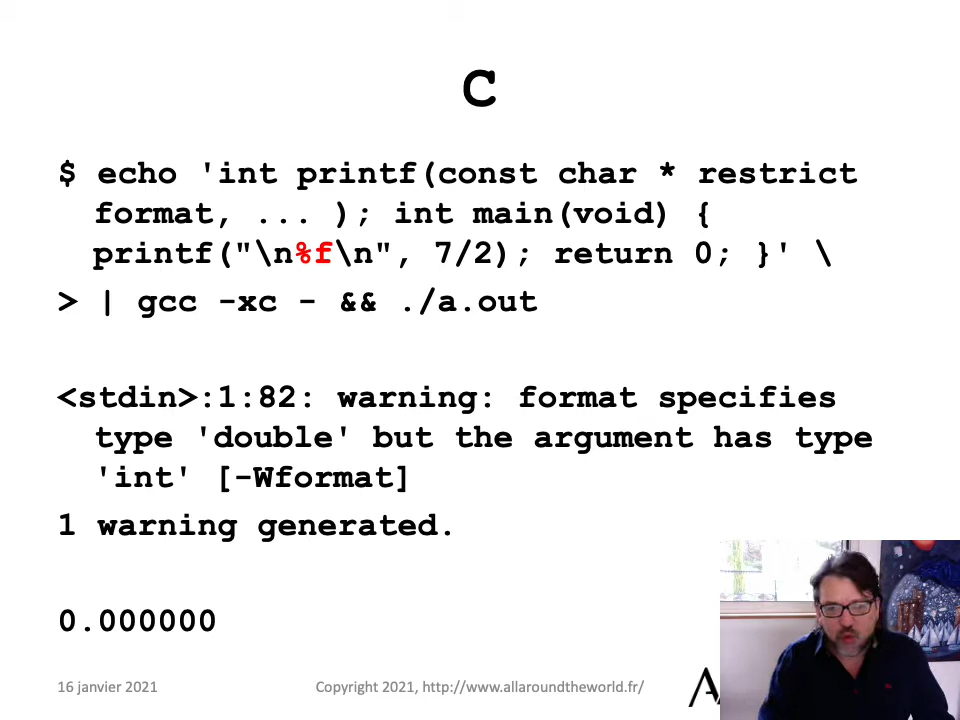 C
$ echo 'int printf(const char * restrict
format, ... ); int main(void) {
printf("\n%f\n", 7/2); return 0; }' \
> | gcc -xc - && ./a.out
<stdin>:1:82: warning: format specifies
type 'double' but the argument has type
'int' [-Wformat]
1 warning generated.
0.000000
16 janvier 2021
Copyright 2021, http://www.allaroundtheworld.fr/